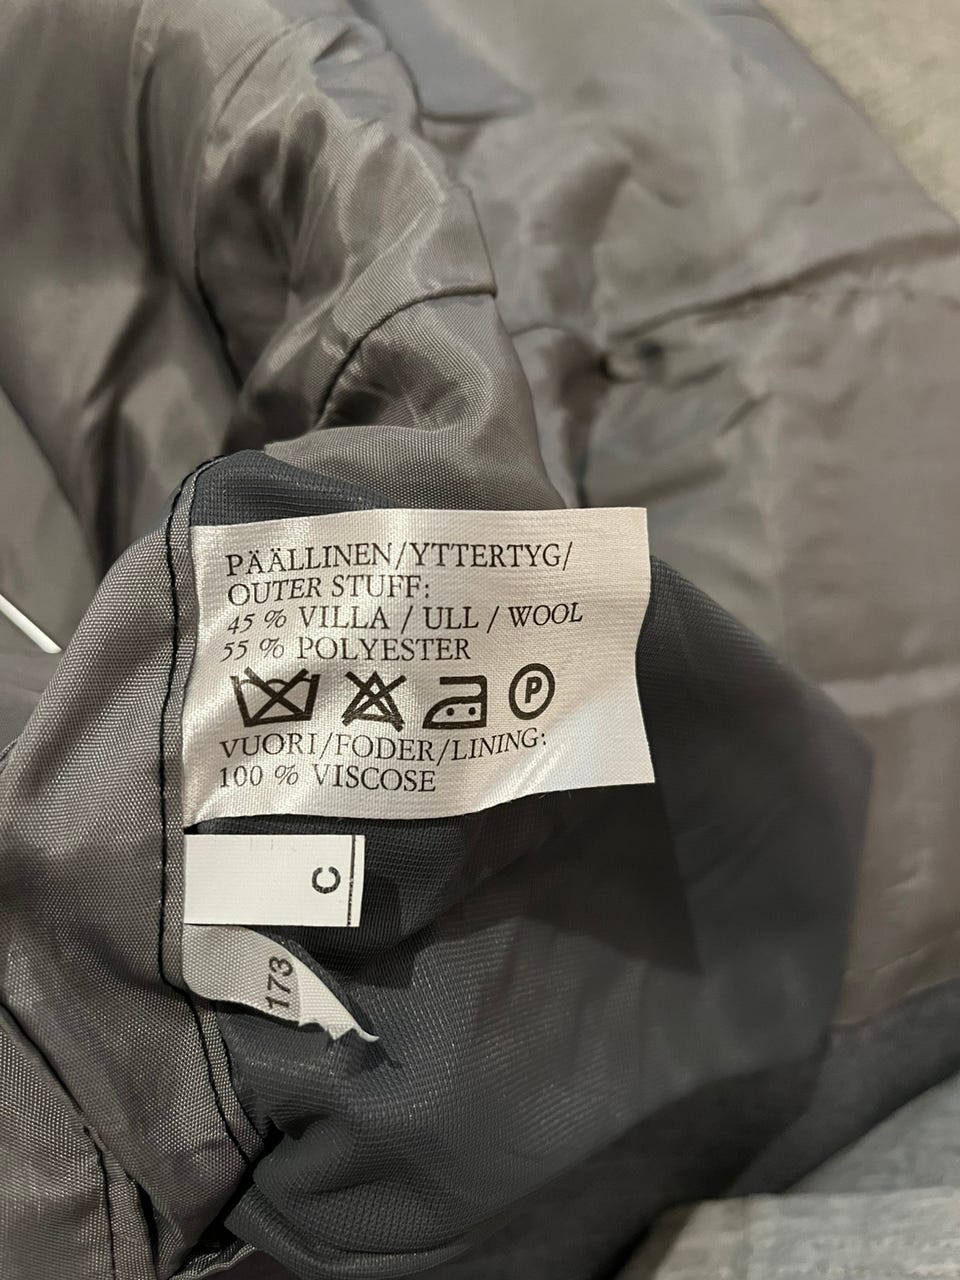 PÄÄLLINEN/YTTERTYG/
OUTER STUFF:
45 % VILLA / ULL / WOOL
55 % POLYESTER
P
VUORI/FODER/LINING:
100 % VISCOSE
C
173